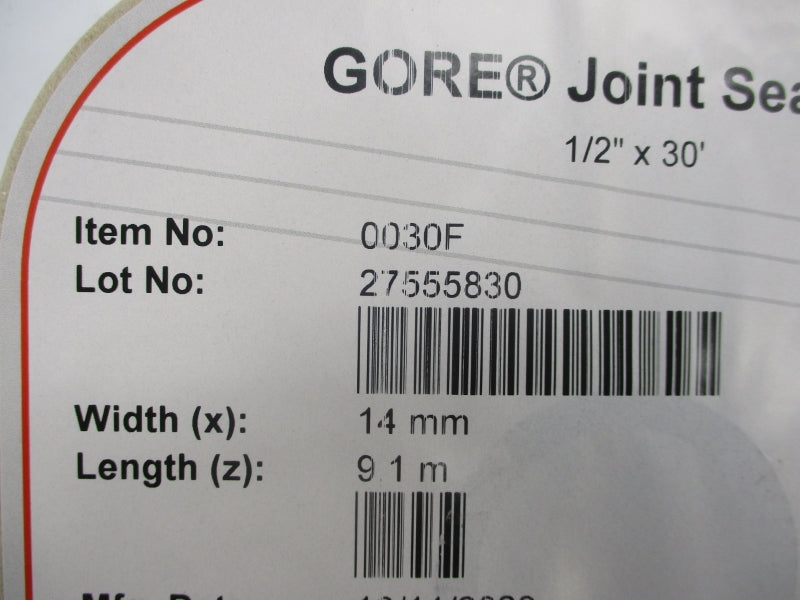 GORE® Joint Sea
1/2" x 30'
Item No: 0030F
Lot No: 27555830
Width (x): 14 mm
Length (z): 9.1 m